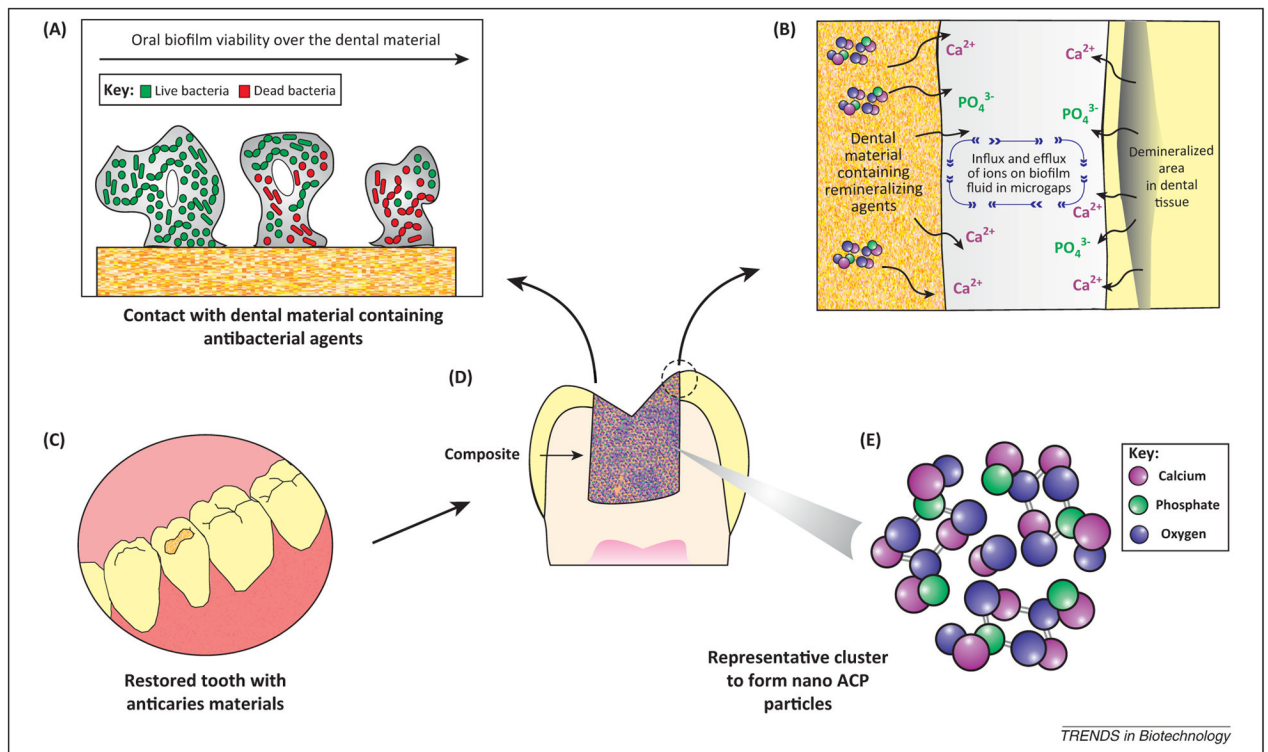 (A)
Oral biofilm viability over the dental material
Key: Live bacteria Dead bacteria
Contact with dental material containing
antibacterial agents
(B)
Ca2+
Ca2+
PO43-
PO43-
Dental
material
containing
remineralizing
agents
Influx and efflux
of ions on biofilm
fluid in microgaps
Demineralized
area
in dental
tissue
Ca2+
Ca2+
PO43-
Ca2+
Ca2+
(C)
Restored tooth with
anticaries materials
(D)
Composite
(E)
Key:
Calcium
Phosphate
Oxygen
Representative cluster
to form nano ACP
particles
TRENDS in Biotechnology